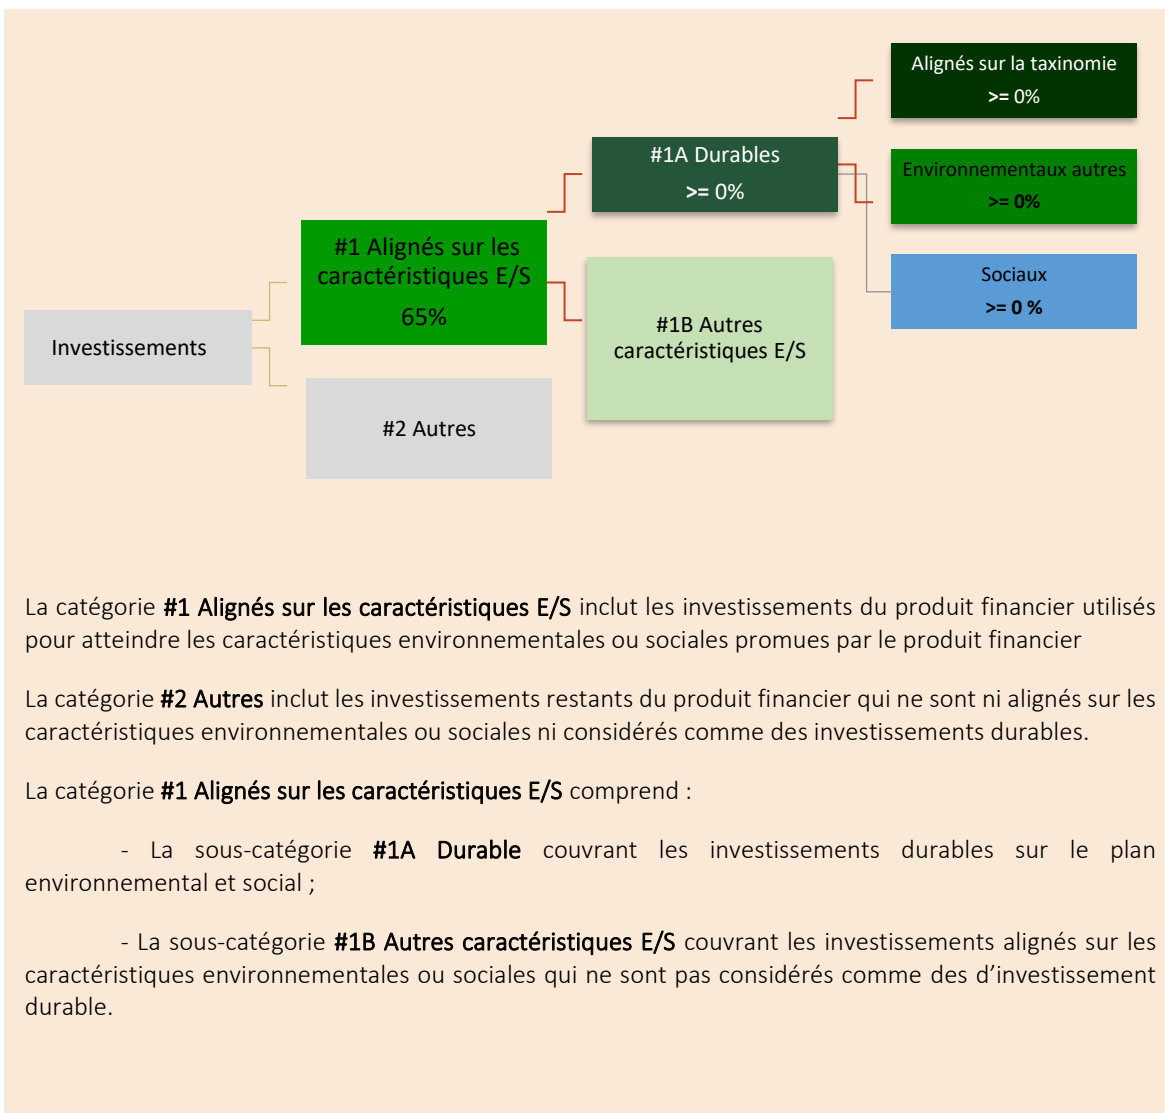 Alignés sur la taxinomie
>= 0%
#1A Durables
>= 0%
Environnementaux autres
>= 0%
#1 Alignés sur les
caractéristiques E/S
65%
Sociaux
>= 0 %
Investissements
#1B Autres
caractéristiques E/S
#2 Autres
La catégorie #1 Alignés sur les caractéristiques E/S inclut les investissements du produit financier utilisés
pour atteindre les caractéristiques environnementales ou sociales promues par le produit financier
La catégorie #2 Autres inclut les investissements restants du produit financier qui ne sont ni alignés sur les
caractéristiques environnementales ou sociales ni considérés comme des investissements durables.
La catégorie #1 Alignés sur les caractéristiques E/S comprend :
- La sous-catégorie #1A Durable couvrant les investissements durables sur le plan
environnemental et social ;
- La sous-catégorie #1B Autres caractéristiques E/S couvrant les investissements alignés sur les
caractéristiques environnementales ou sociales qui ne sont pas considérés comme des d’investissement
durable.